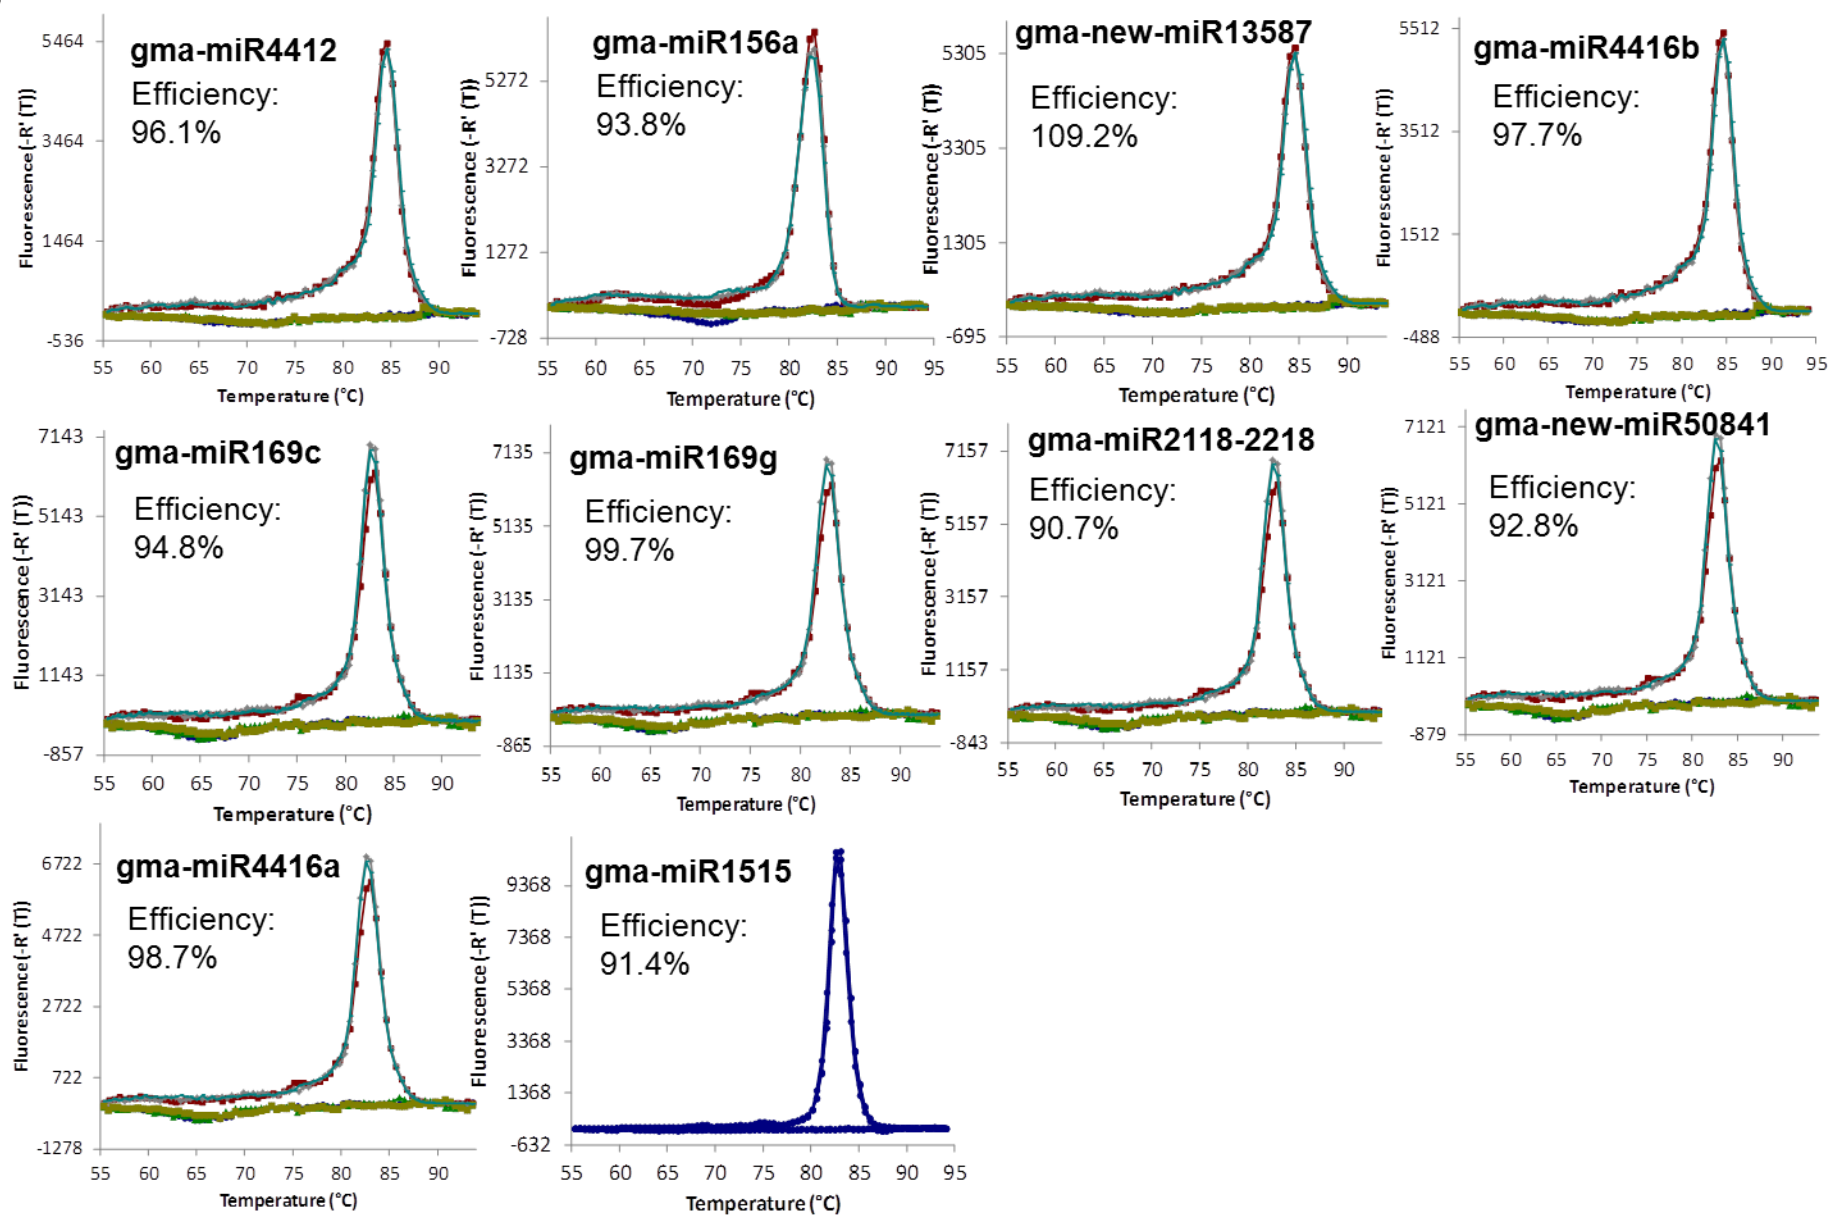 gma-miR4412
Efficiency:
96.1%
5464
3464
1464
-536
55 60 65 70 75 80 85 90
Temperature (°C)
Fluorescence (-R' (T))
gma-miR156a
Efficiency:
93.8%
5272
3272
1272
-728
55 60 65 70 75 80 85 90 95
Temperature (°C)
Fluorescence (-R' (T))
gma-new-miR13587
Efficiency:
109.2%
5305
3305
1305
-695
55 60 65 70 75 80 85 90
Temperature (°C)
Fluorescence (-R' (T))
gma-miR4416b
Efficiency:
97.7%
5512
3512
1512
-488
55 60 65 70 75 80 85 90 95
Temperature (°C)
Fluorescence (-R' (T))
gma-miR169c
Efficiency:
94.8%
7143
5143
3143
1143
-857
55 60 65 70 75 80 85 90
Temperature (°C)
Fluorescence (-R' (T))
gma-miR169g
Efficiency:
99.7%
7135
5135
3135
1135
-865
55 60 65 70 75 80 85 90
Temperature (°C)
Fluorescence (-R' (T))
gma-miR2118-2218
Efficiency:
90.7%
7157
5157
3157
1157
-843
55 60 65 70 75 80 85 90
Temperature (°C)
Fluorescence (-R' (T))
gma-new-miR50841
Efficiency:
92.8%
7121
5121
3121
1121
-879
55 60 65 70 75 80 85 90
Temperature (°C)
Fluorescence (-R' (T))
gma-miR4416a
Efficiency:
98.7%
6722
4722
2722
722
-1278
55 60 65 70 75 80 85 90
Temperature (°C)
Fluorescence (-R' (T))
gma-miR1515
Efficiency:
91.4%
9368
7368
5368
3368
1368
-632
55 60 65 70 75 80 85 90 95
Temperature (°C)
Fluorescence (-R' (T))